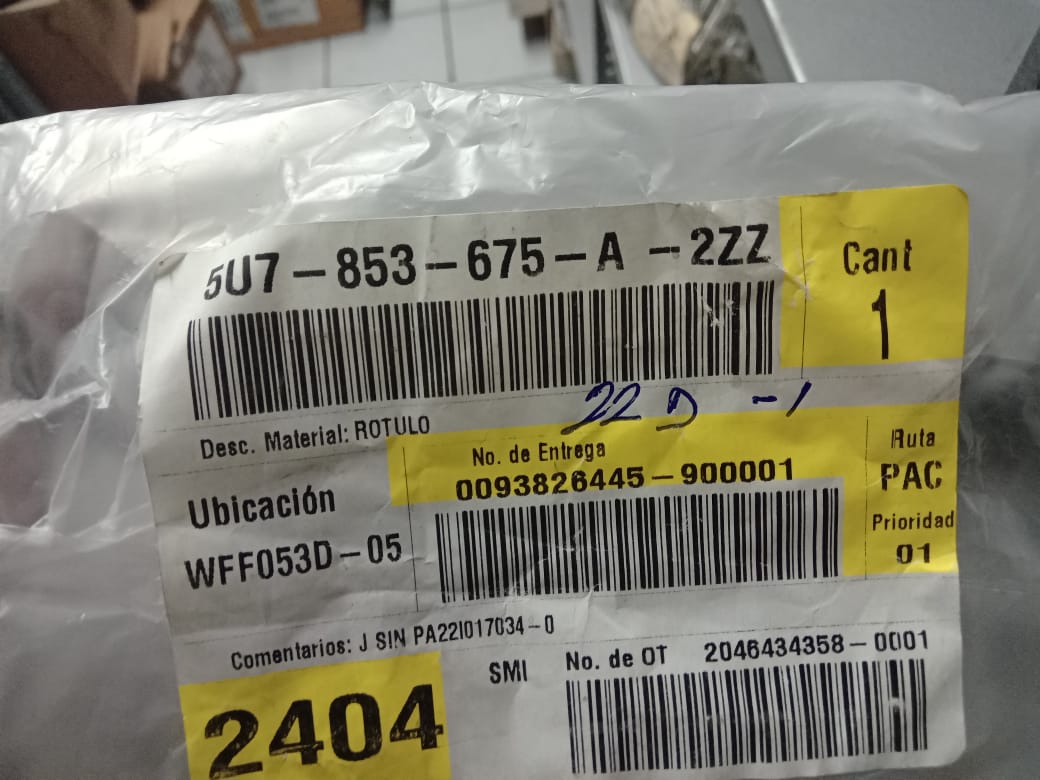 5U7-853-675-A -2ZZ
Cant
1
22 D -1
Desc. Material: ROTULO
No. de Entrega
0093826445-900001
Ruta
PAC
Prioridad
01
Ubicación
WFF053D-05
Comentarios: J SIN PA22I017034-0
SMI
No. de OT 2046434358-0001
2404